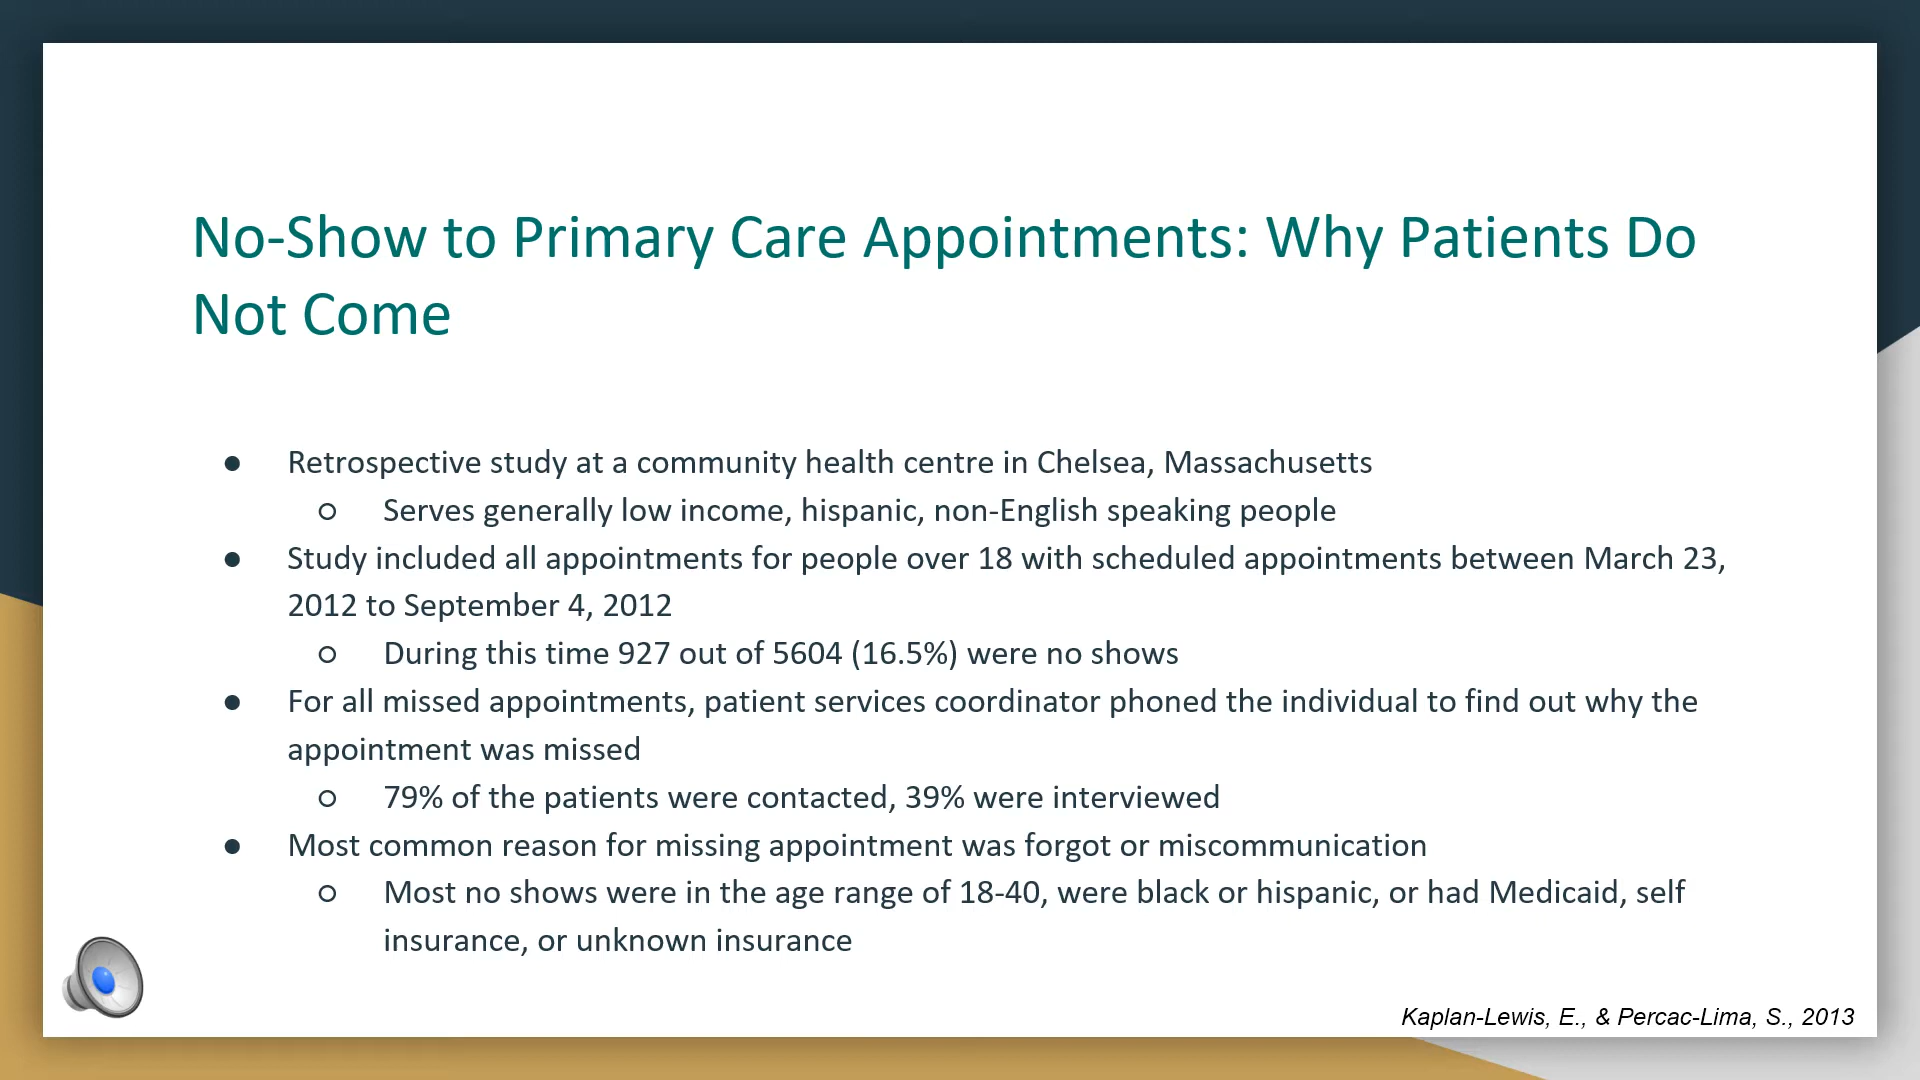 No-Show to Primary Care Appointments: Why Patients Do
Not Come
● Retrospective study at a community health centre in Chelsea, Massachusetts
○ Serves generally low income, hispanic, non-English speaking people
● Study included all appointments for people over 18 with scheduled appointments between March 23,
2012 to September 4, 2012
○ During this time 927 out of 5604 (16.5%) were no shows
● For all missed appointments, patient services coordinator phoned the individual to find out why the
appointment was missed
○ 79% of the patients were contacted, 39% were interviewed
● Most common reason for missing appointment was forgot or miscommunication
○ Most no shows were in the age range of 18-40, were black or hispanic, or had Medicaid, self
insurance, or unknown insurance
Kaplan-Lewis, E., & Percac-Lima, S., 2013